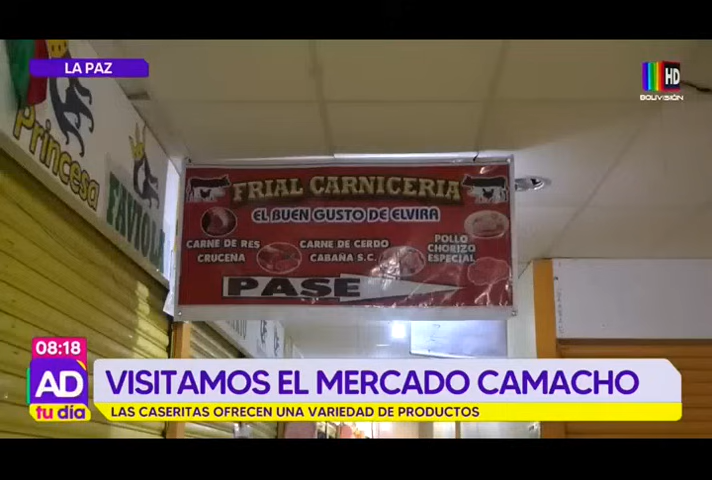 LA PAZ
HD
BOLIVISIÓN
Princesa
FAVIOLA
FRIAL CARNICERIA
EL BUEN GUSTO DE ELVIRA
CARNE DE RES
CRUCEÑA
CARNE DE CERDO
CABAÑA S.C.
POLLO
CHORIZO
ESPECIAL
PASE
08:18
AD
tu día
VISITAMOS EL MERCADO CAMACHO
LAS CASERITAS OFRECEN UNA VARIEDAD DE PRODUCTOS